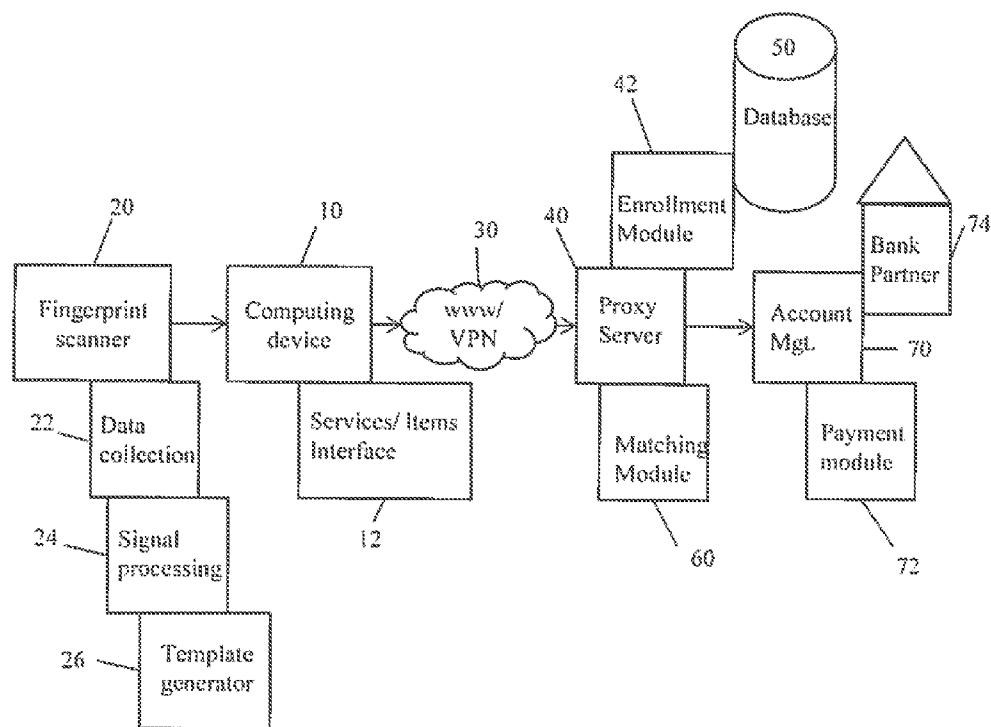 50
Database
42
Enrollment
Module
20
10
30
40
74
Bank
Partner
Fingerprint
scanner
Computing
device
www/
VPN
Proxy
Server
Account
Mgt.
70
22
Data
collection
Services/ Items
Interface
Matching
Module
Payment
module
24
Signal
processing
12
60
72
26
Template
generator